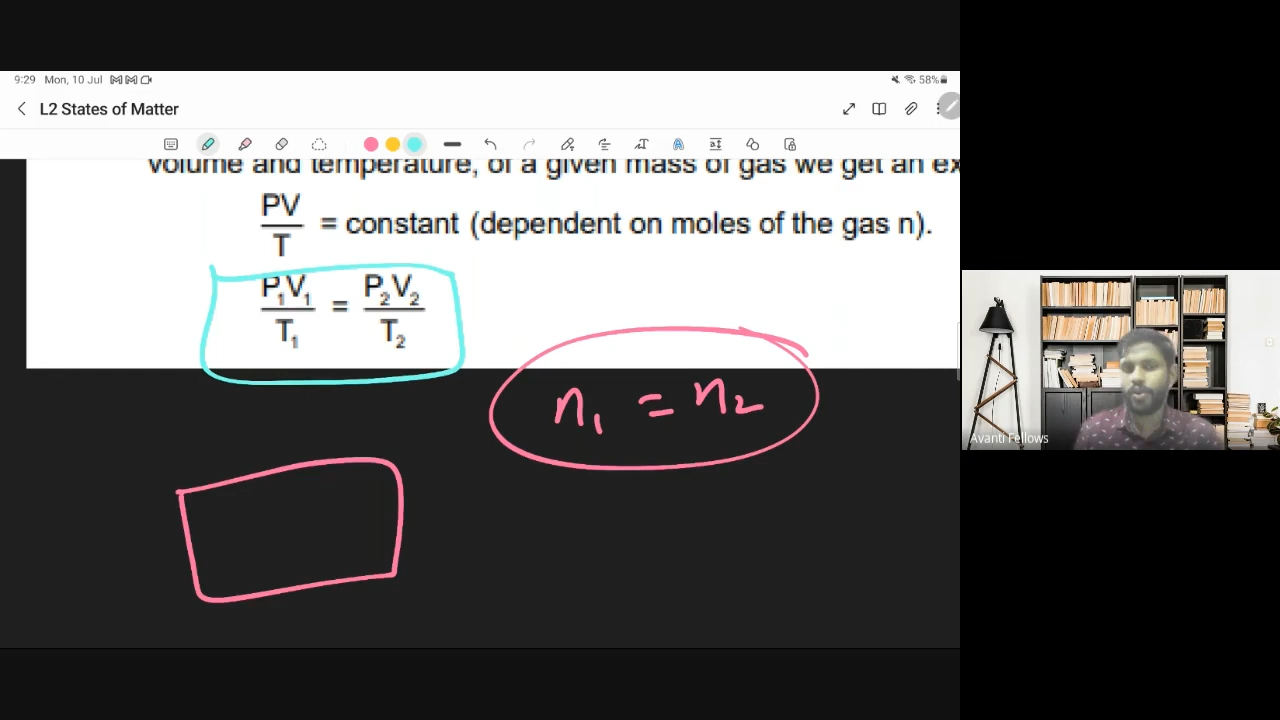 9:29 Mon, 10 Jul 58%
L2 States of Matter
volume and temperature, of a given mass of gas we get an ex
PV
T
= constant (dependent on moles of the gas n).
P₁V₁ = P₂V₂
T₁ T₂
n₁ = n₂
Avanti Fellows